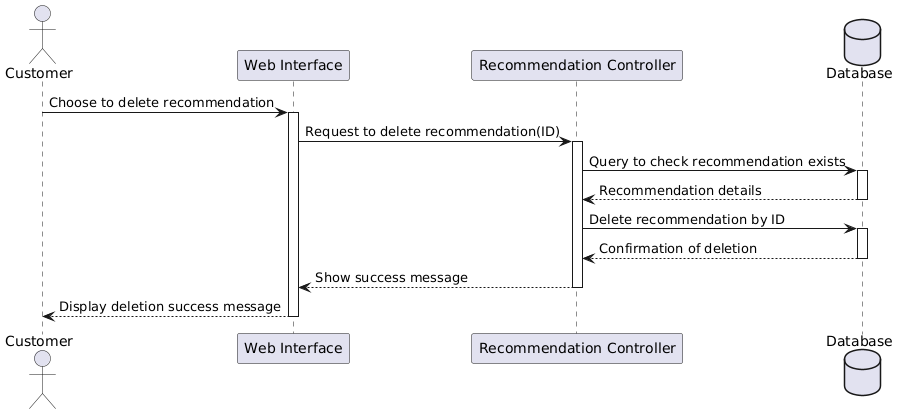 Customer
Web Interface
Recommendation Controller
Database
Choose to delete recommendation
Request to delete recommendation(ID)
Query to check recommendation exists
Recommendation details
Delete recommendation by ID
Confirmation of deletion
Show success message
Display deletion success message
Customer
Web Interface
Recommendation Controller
Database